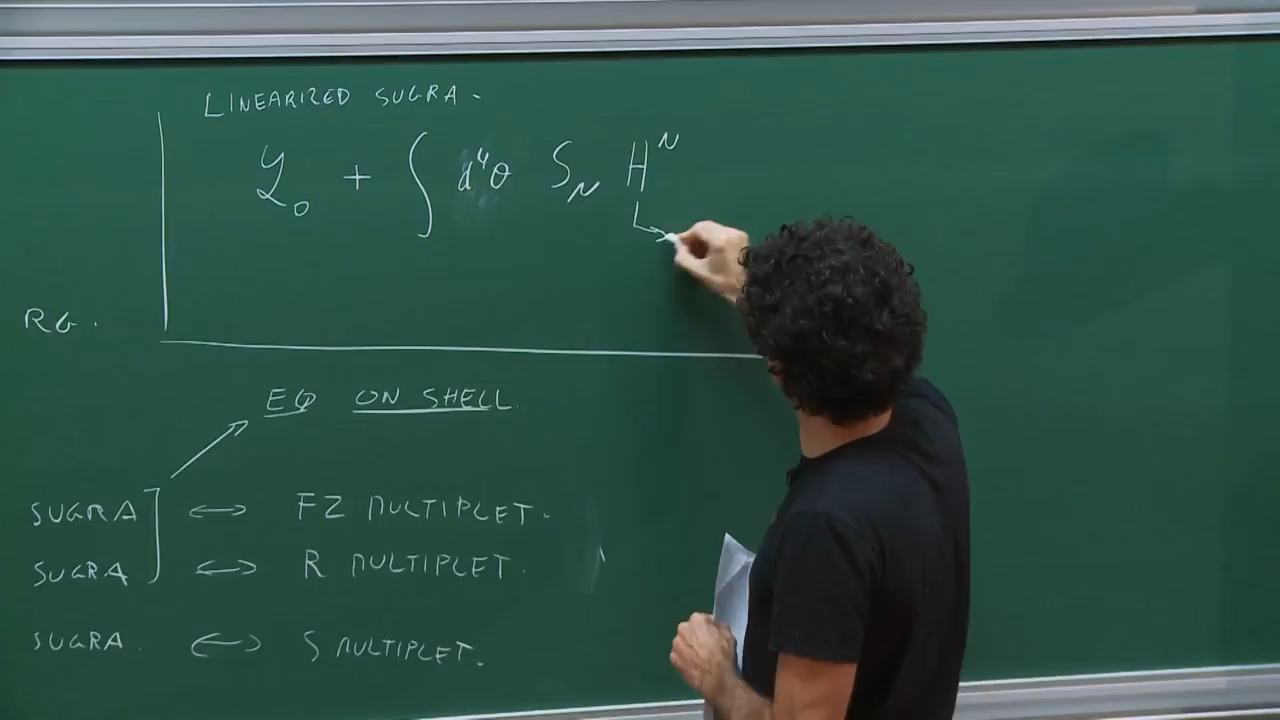 LINEARIZED SUGRA.
ℒ₀ + ∫ d⁴θ S_N H^N
RG.
EQ ON SHELL.
SUGRA ↔ FZ MULTIPLET.
SUGRA ↔ R MULTIPLET.
SUGRA. ↔ S MULTIPLET.